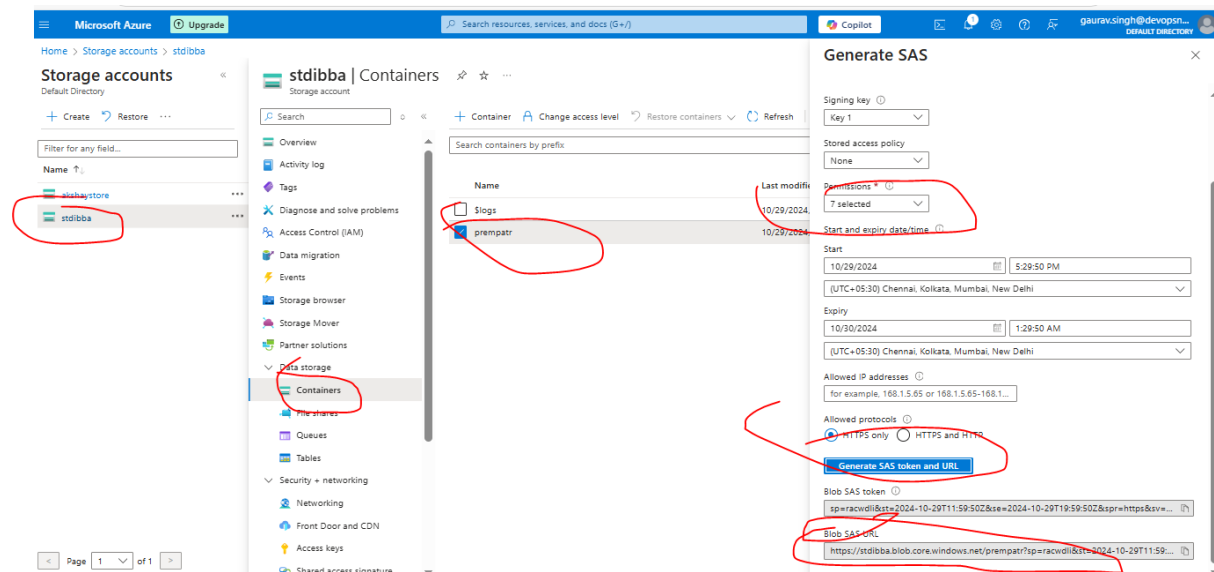 Microsoft Azure
Upgrade
Search resources, services, and docs (G+/)
Copilot
1
gaurav.singh@devopsn...
DEFAULT DIRECTORY
Home > Storage accounts > stdibba
Storage accounts
Default Directory
+ Create Restore ...
Filter for any field...
Name ↑↓
akshaystore ...
stdibba ...
< Page 1 of 1 >
stdibba | Containers ...
Storage account
Search
Overview
Activity log
Tags
Diagnose and solve problems
Access Control (IAM)
Data migration
Events
Storage browser
Storage Mover
Partner solutions
Data storage
Containers
File shares
Queues
Tables
Security + networking
Networking
Front Door and CDN
Access keys
Shared access signature
+ Container Change access level Restore containers Refresh
Search containers by prefix
Name Last modifie
$logs 10/29/2024,
prempatr 10/29/2024,
Generate SAS
Signing key
Key 1
Stored access policy
None
Permissions *
7 selected
Start and expiry date/time
Start
10/29/2024 5:29:50 PM
(UTC+05:30) Chennai, Kolkata, Mumbai, New Delhi
Expiry
10/30/2024 1:29:50 AM
(UTC+05:30) Chennai, Kolkata, Mumbai, New Delhi
Allowed IP addresses
for example, 168.1.5.65 or 168.1.5.65-168.1...
Allowed protocols
HTTPS only HTTPS and HTTP
Generate SAS token and URL
Blob SAS token
sp=racwdli&st=2024-10-29T11:59:50Z&se=2024-10-29T19:59:50Z&spr=https&sv=...
Blob SAS URL
https://stdibba.blob.core.windows.net/prempatr?sp=racwdli&st=2024-10-29T11:59:...